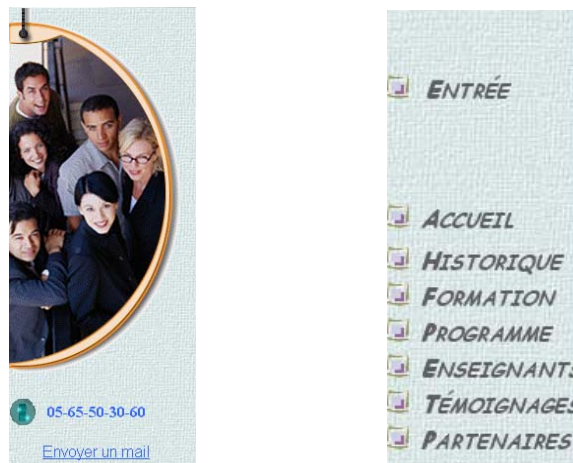 05-65-50-30-60
Envoyer un mail
ENTRÉE
ACCUEIL
HISTORIQUE
FORMATION
PROGRAMME
ENSEIGNANTS
TÉMOIGNAGES
PARTENAIRES